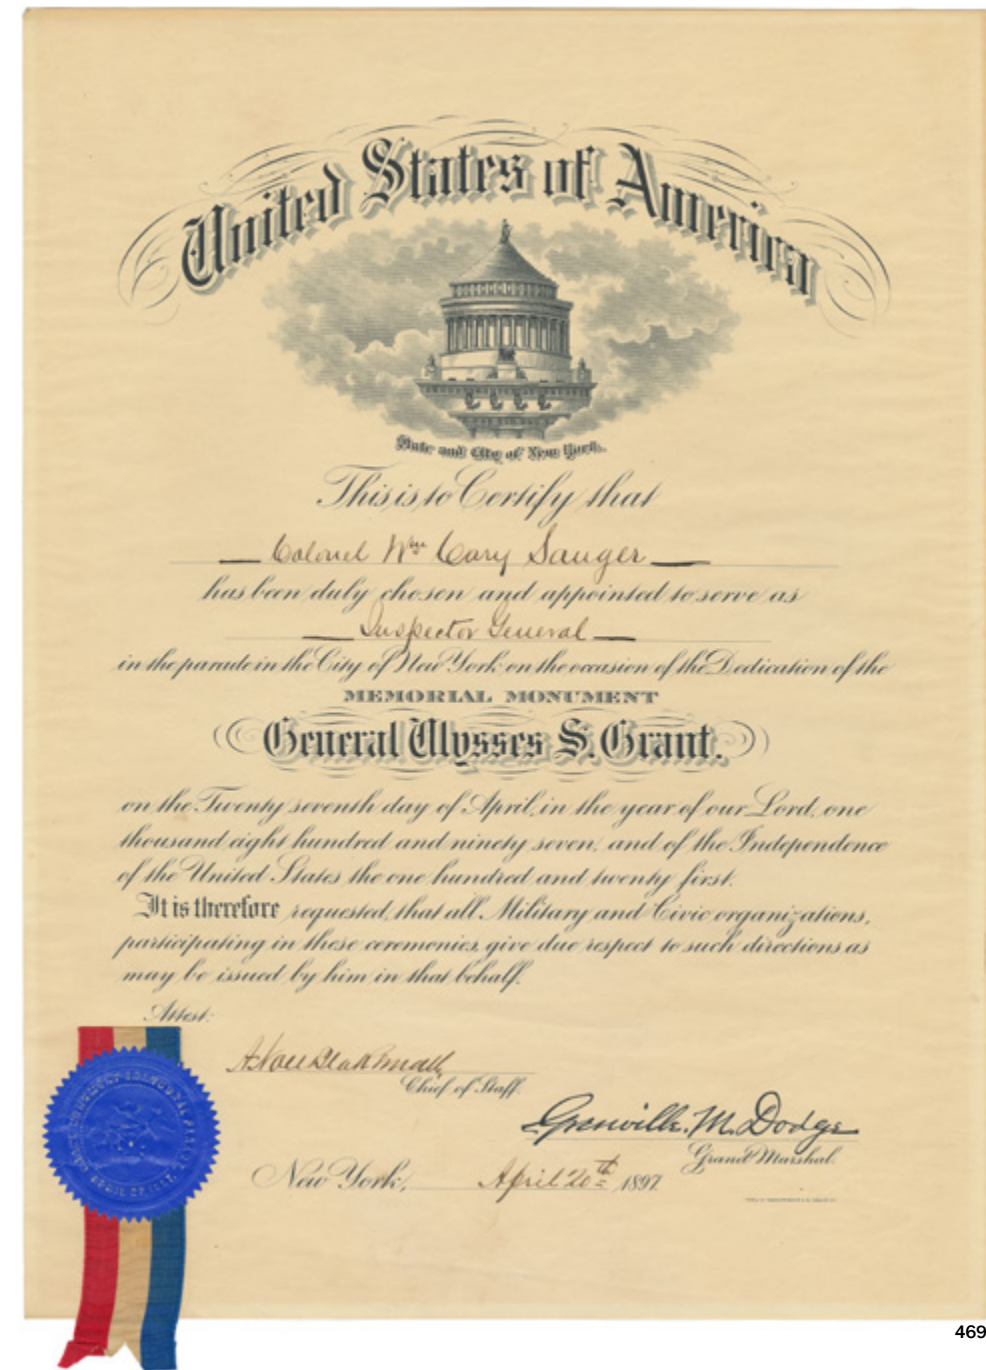 United States of America
State and City of New York.
This is to Certify that
Colonel Wm Cary Sanger
has been duly chosen and appointed to serve as
Inspector General
in the parade in the City of New York on the occasion of the Dedication of the
MEMORIAL MONUMENT
General Ulysses S. Grant.
on the Twenty seventh day of April, in the year of our Lord, one
thousand eight hundred and ninety seven, and of the Independence
of the United States the one hundred and twenty first.
It is therefore requested, that all Military and Civic organizations,
participating in these ceremonies, give due respect to such directions as
may be issued by him in that behalf.
Attest:
Chief of Staff.
Grenville M. Dodge
Grand Marshal.
New York, April 20th 1897
APRIL 27, 1897.
469